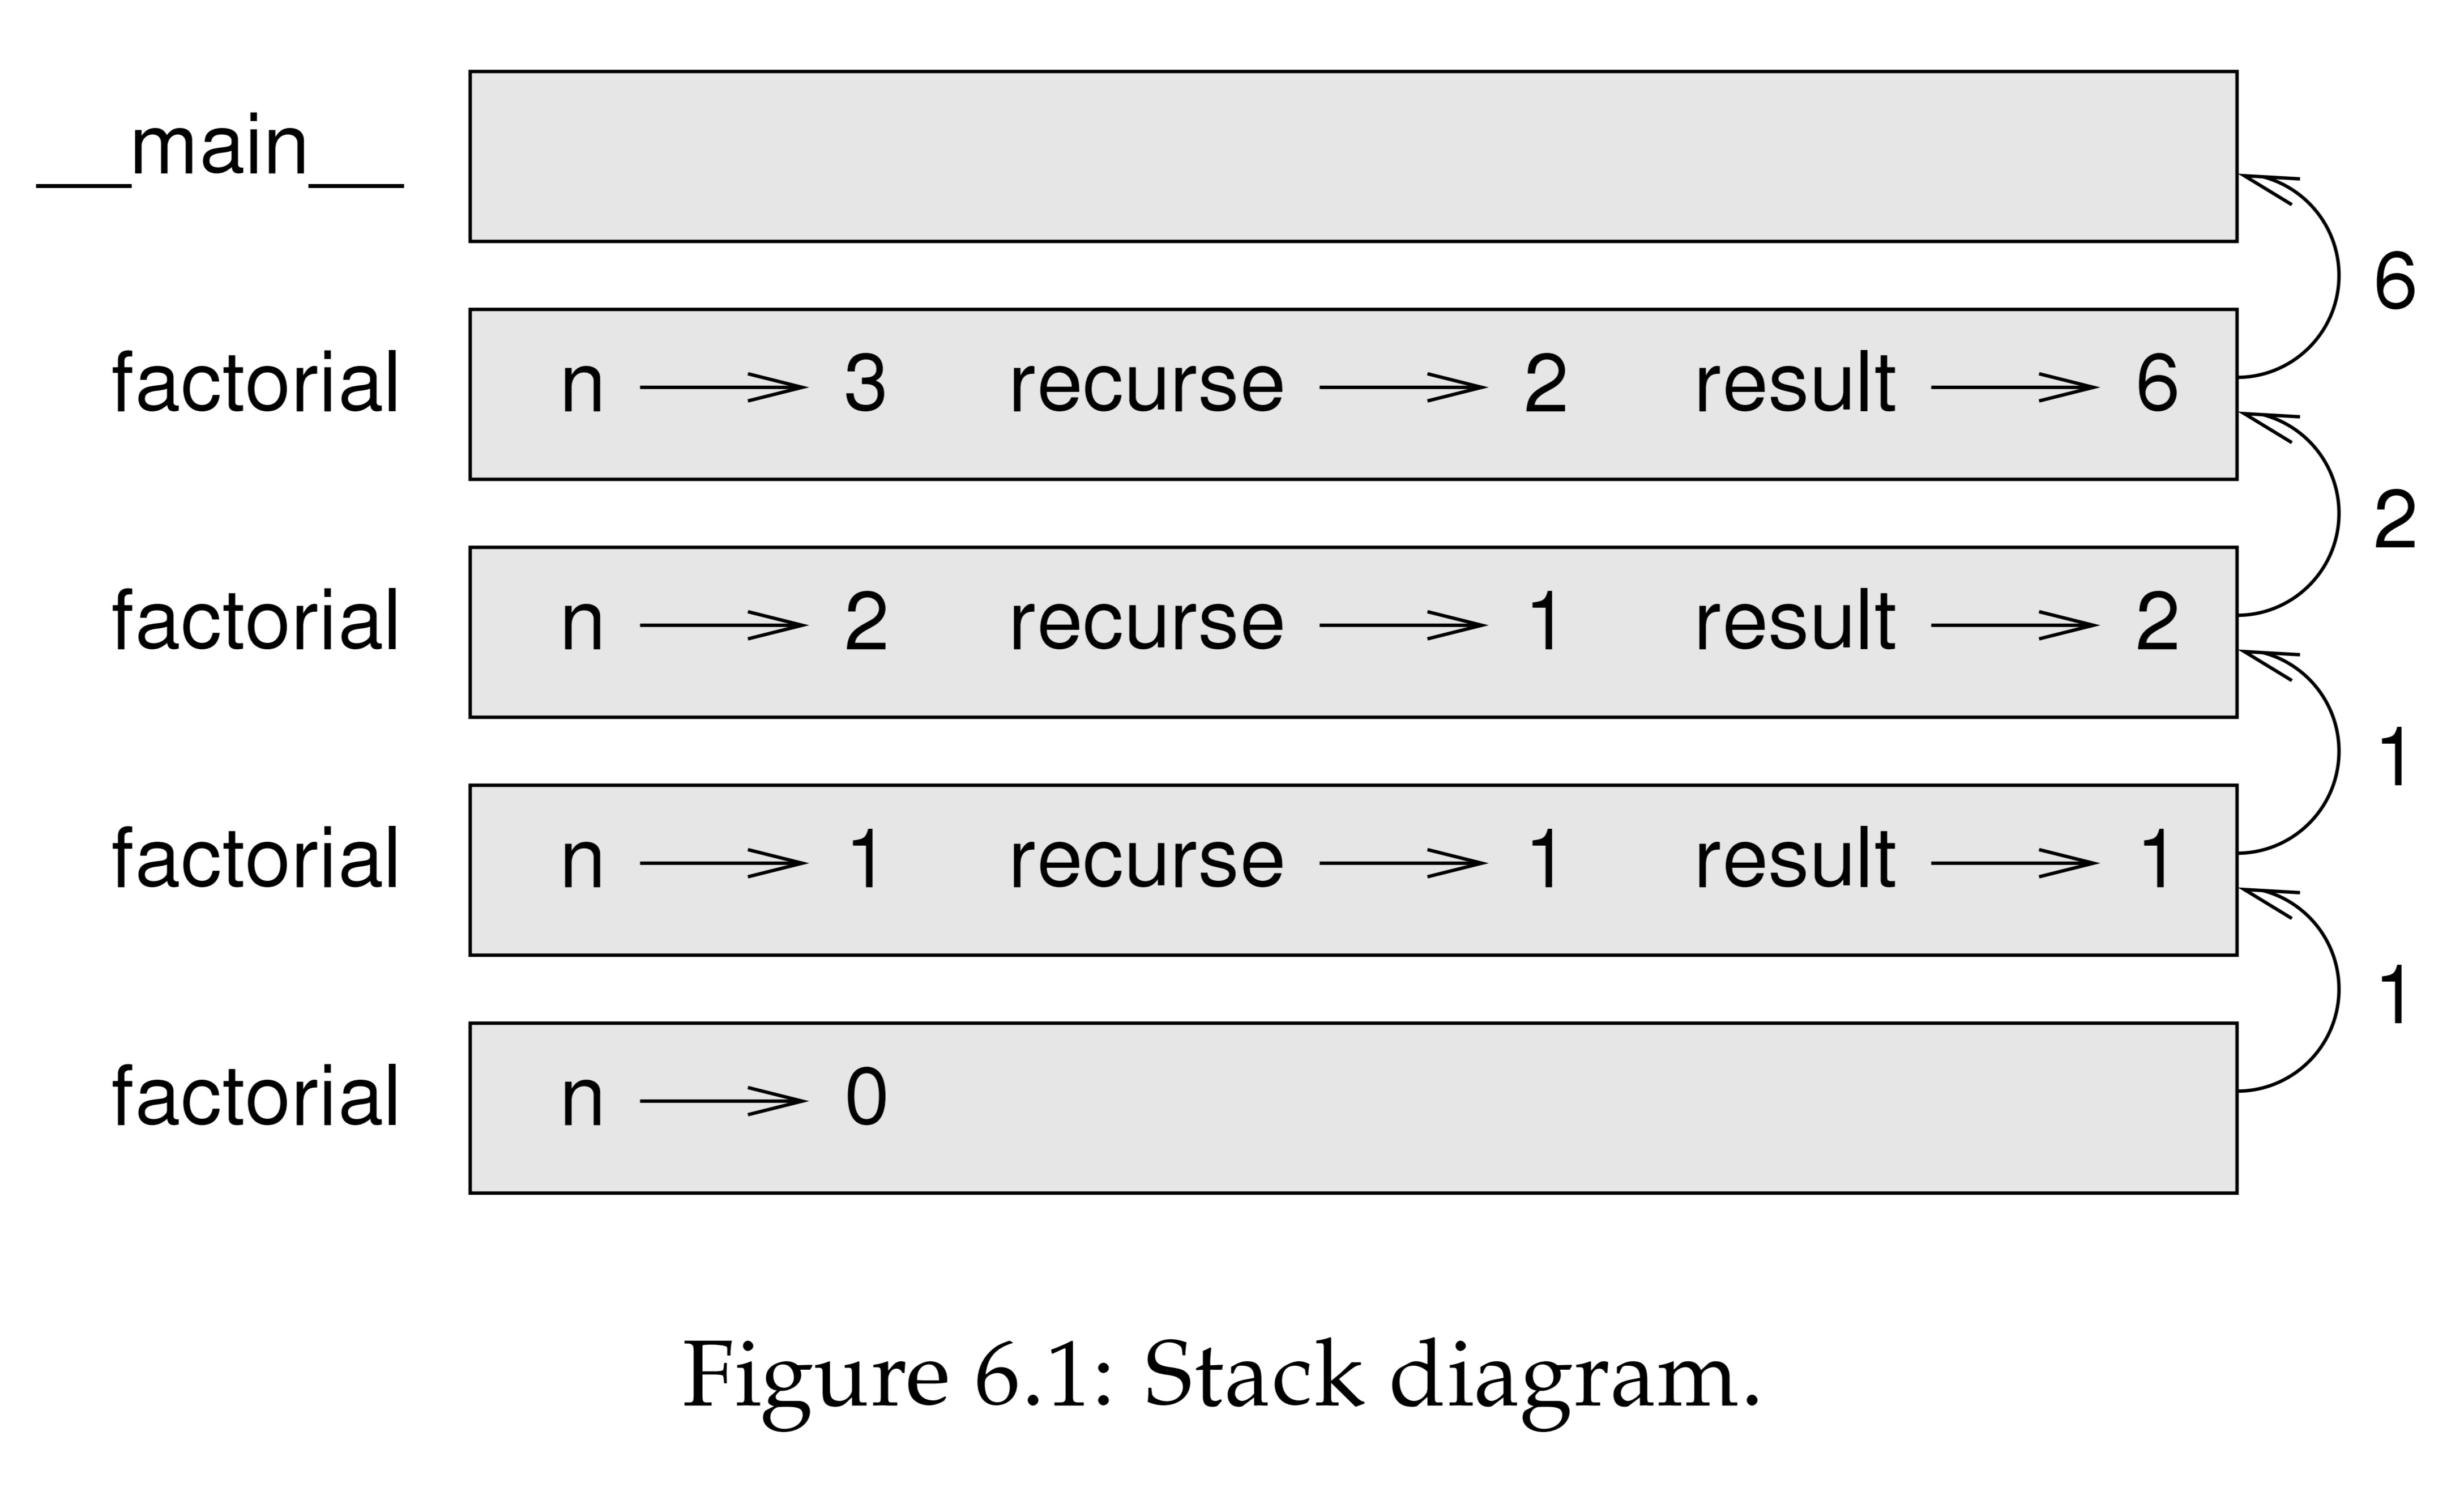 __main__
6
factorial n 3 recurse 2 result 6
2
factorial n 2 recurse 1 result 2
1
factorial n 1 recurse 1 result 1
1
factorial n 0
Figure 6.1: Stack diagram.